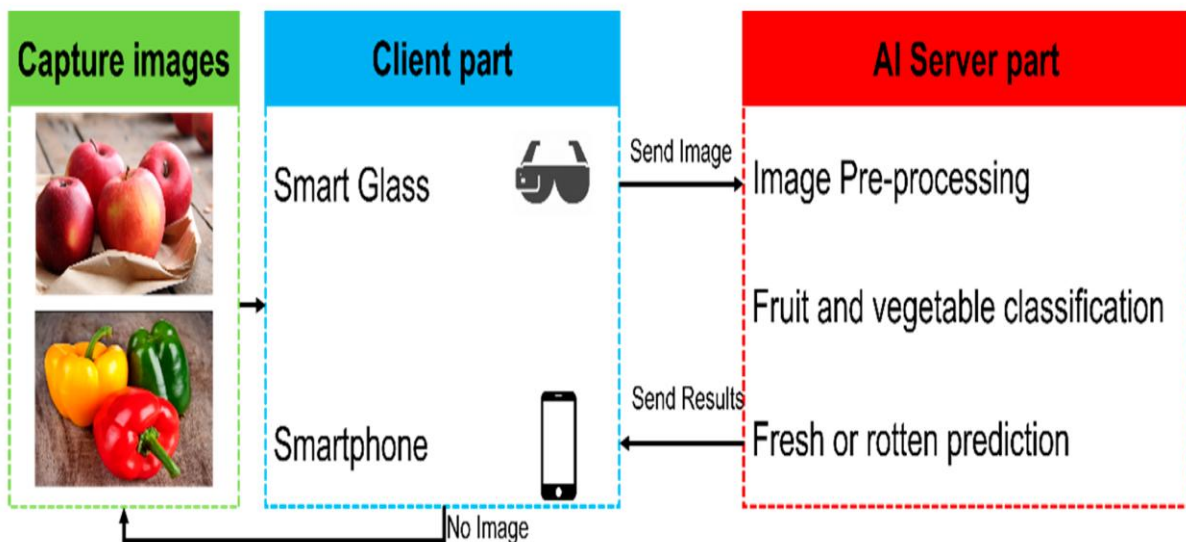 Capture images
Client part
AI Server part
Smart Glass
Send Image
Image Pre-processing
Fruit and vegetable classification
Smartphone
Send Results
Fresh or rotten prediction
No Image